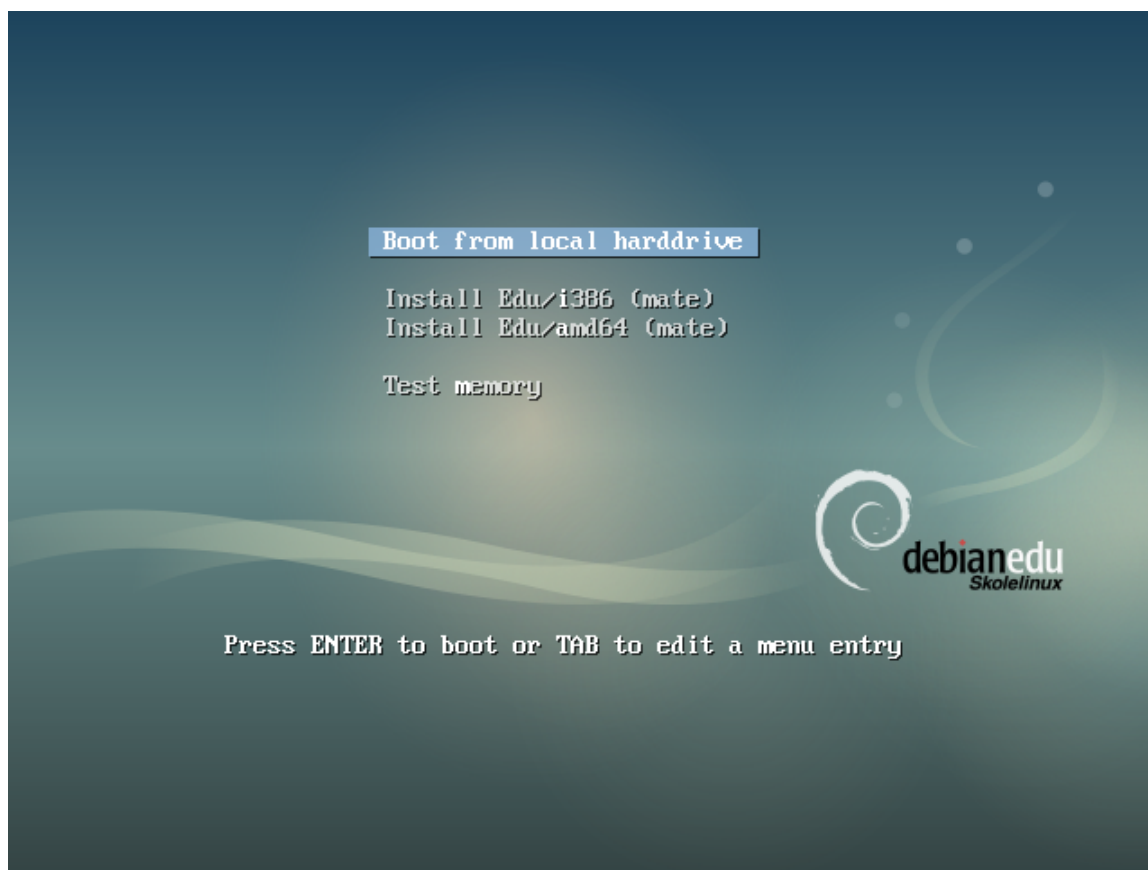 Boot from local harddrive
Install Edu/i386 (mate)
Install Edu/amd64 (mate)
Test memory
debianedu
Skolelinux
Press ENTER to boot or TAB to edit a menu entry